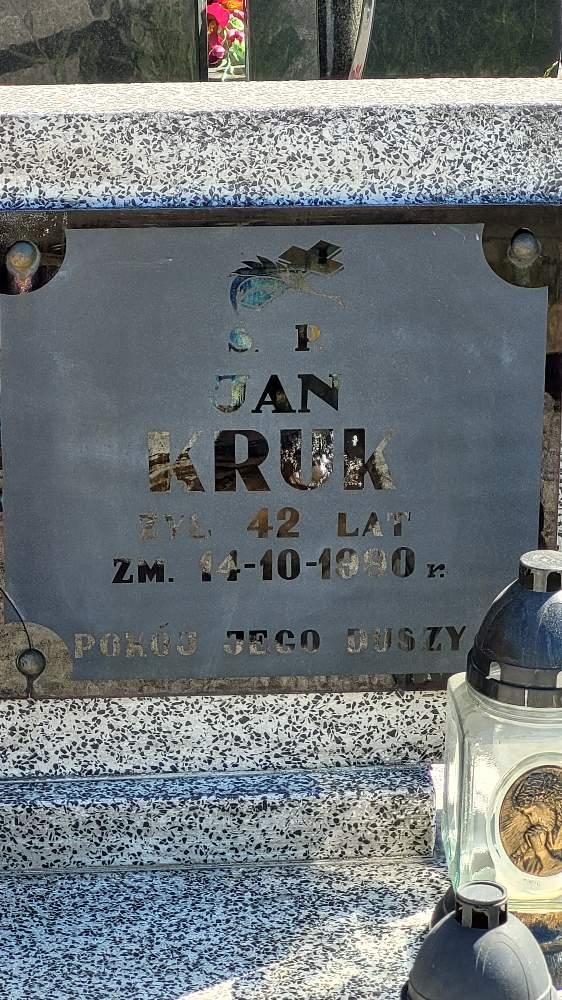 Ś. P.
JAN
KRUK
ŻYŁ 42 LAT
ZM. 14-10-1990 r.
POKÓJ JEGO DUSZY